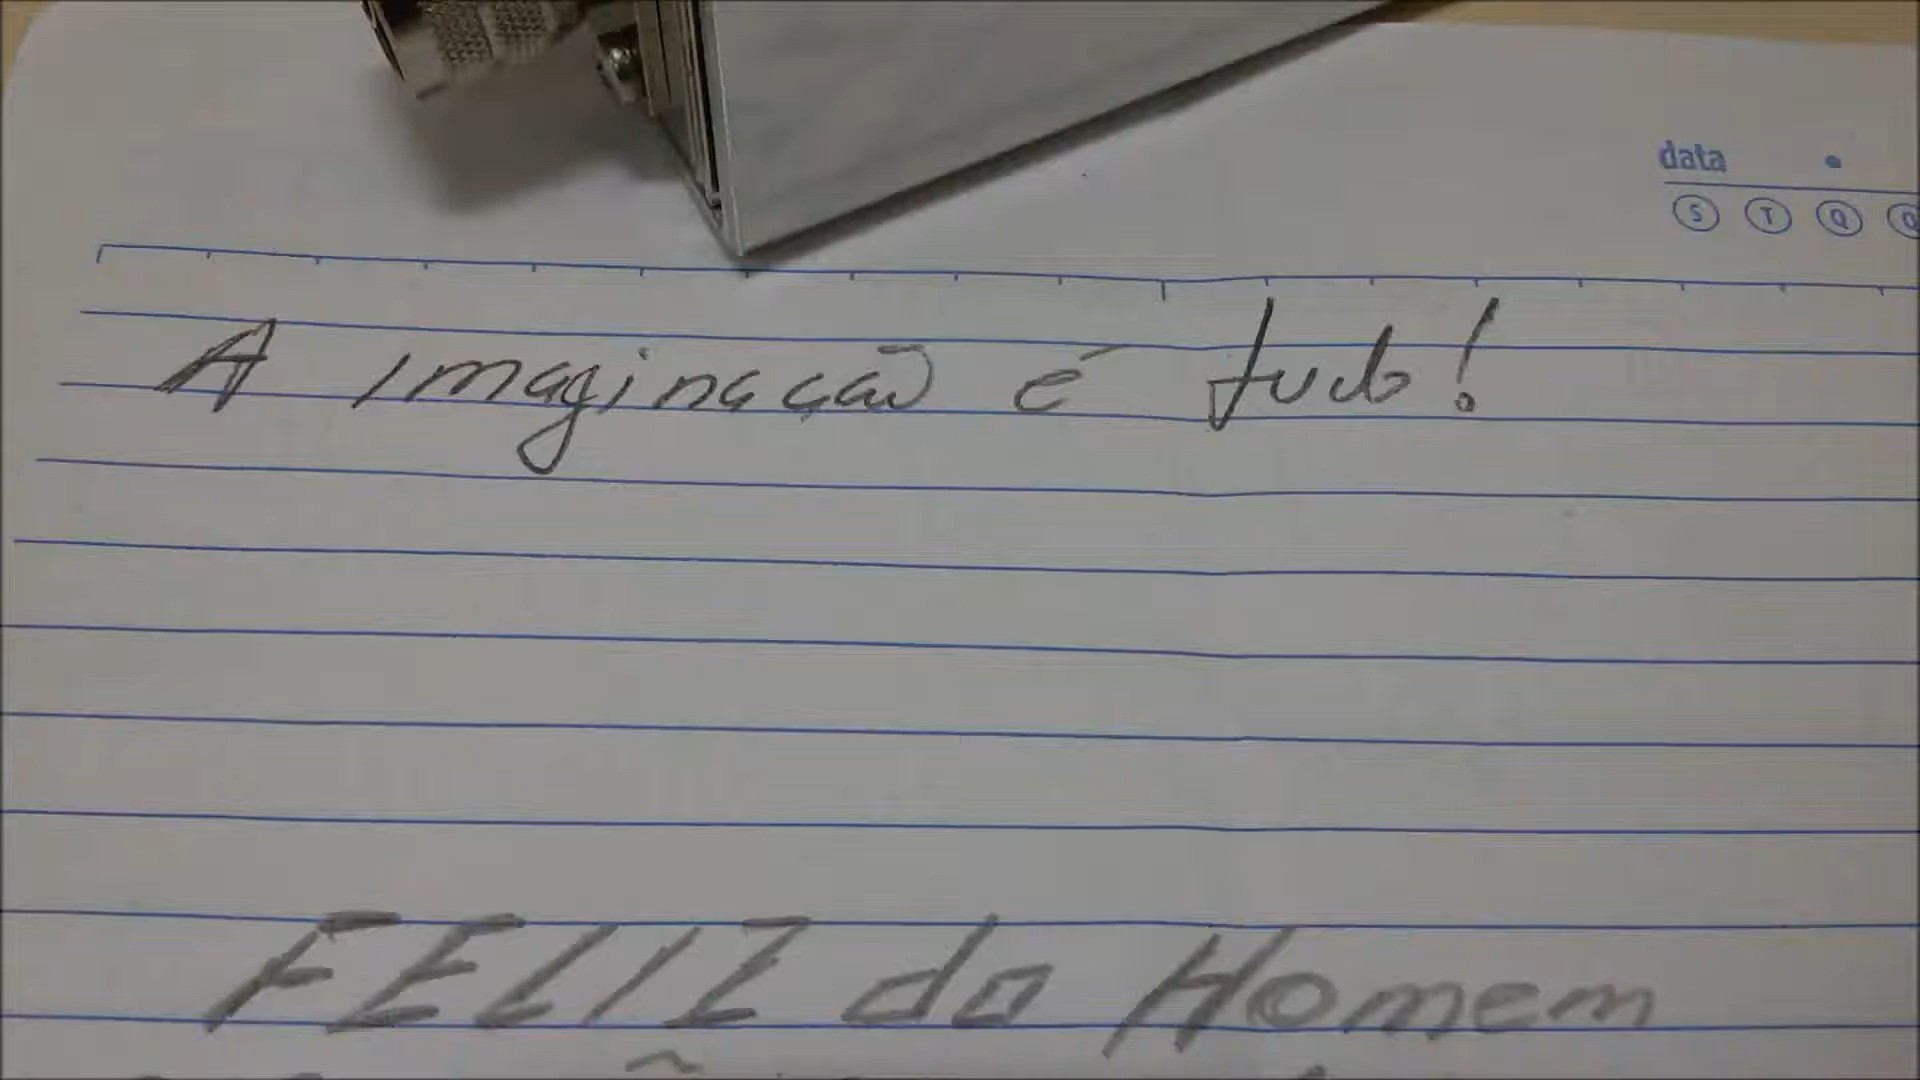 data
S T Q Q
A imaginação é tudo!
FELIZ do Homem